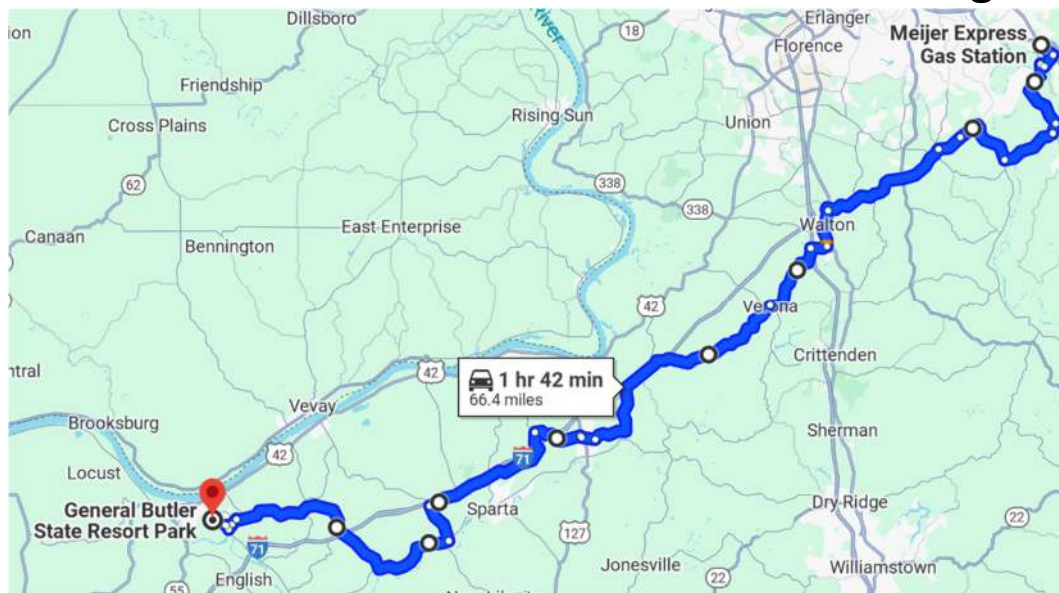 Dillsboro
River
18
Erlanger
Florence
Meijer Express
Gas Station
Friendship
Rising Sun
Union
Cross Plains
338
62
338
East Enterprise
Walton
Canaan
Bennington
42
Verona
1 hr 42 min
66.4 miles
Crittenden
42
Vevay
Brooksburg
42
Sherman
Locust
71
General Butler
State Resort Park
Sparta
Dry Ridge
127
22
71
English
Jonesville
Williamstown
55
22